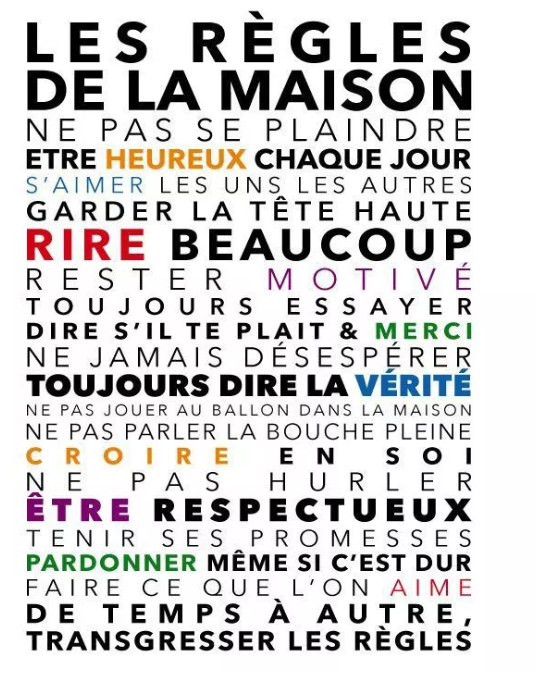 LES RÈGLES
DE LA MAISON
NE PAS SE PLAINDRE
ETRE HEUREUX CHAQUE JOUR
S'AIMER LES UNS LES AUTRES
GARDER LA TÊTE HAUTE
RIRE BEAUCOUP
RESTER MOTIVÉ
TOUJOURS ESSAYER
DIRE S'IL TE PLAIT & MERCI
NE JAMAIS DÉSESPÉRER
TOUJOURS DIRE LA VÉRITÉ
NE PAS JOUER AU BALLON DANS LA MAISON
NE PAS PARLER LA BOUCHE PLEINE
CROIRE EN SOI
NE PAS HURLER
ÊTRE RESPECTUEUX
TENIR SES PROMESSES
PARDONNER MÊME SI C'EST DUR
FAIRE CE QUE L'ON AIME
DE TEMPS À AUTRE,
TRANSGRESSER LES RÈGLES